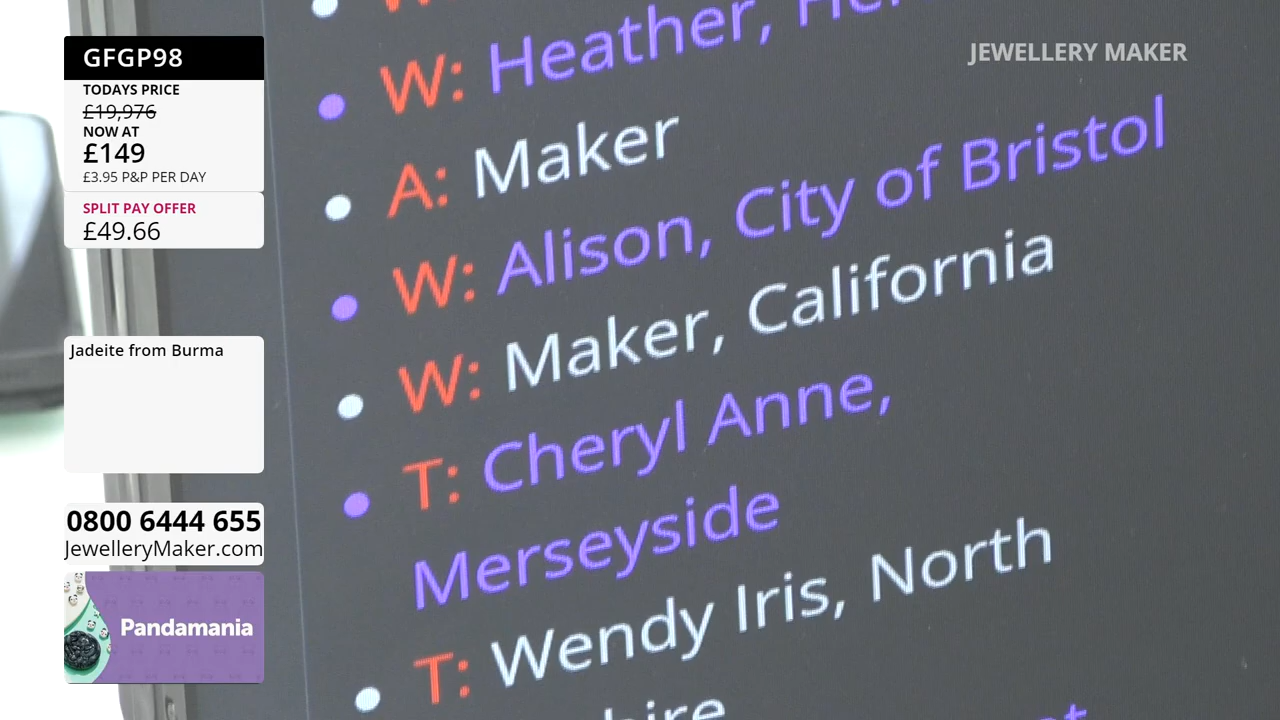 GFGP98
TODAYS PRICE
£19,976
NOW AT
£149
£3.95 P&P PER DAY
SPLIT PAY OFFER
£49.66
Jadeite from Burma
0800 6444 655
JewelleryMaker.com
Pandamania
JEWELLERY MAKER
W: Heather,
A: Maker
W: Alison, City of Bristol
W: Maker, California
T: Cheryl Anne,
Merseyside
T: Wendy Iris, North